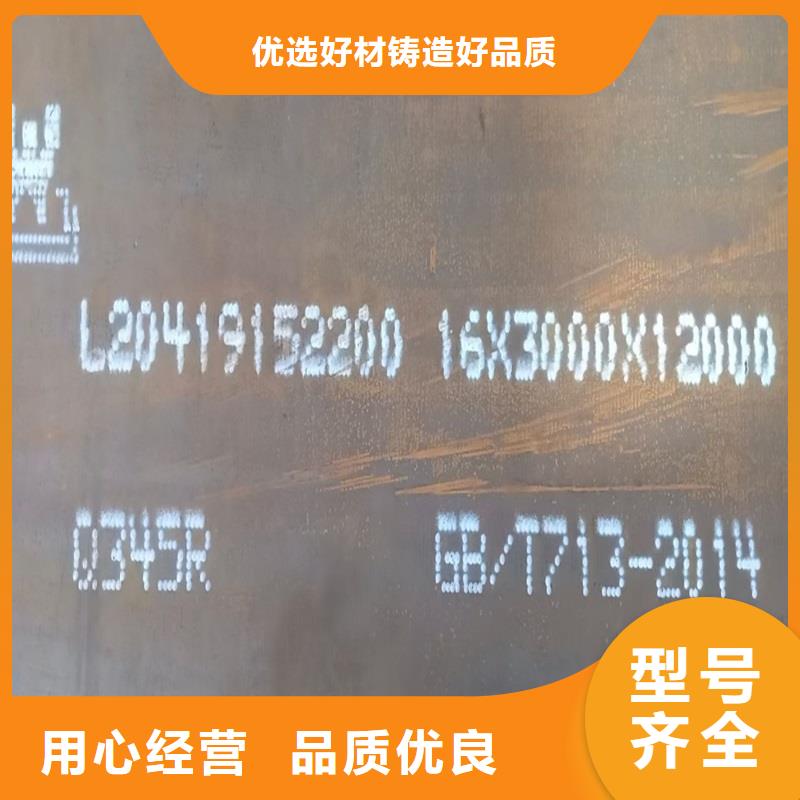 优选好材铸造好品质
L20419152200 16X3000X12000
Q345R GB/T713-2014
型号
齐全
用心经营 品质优良